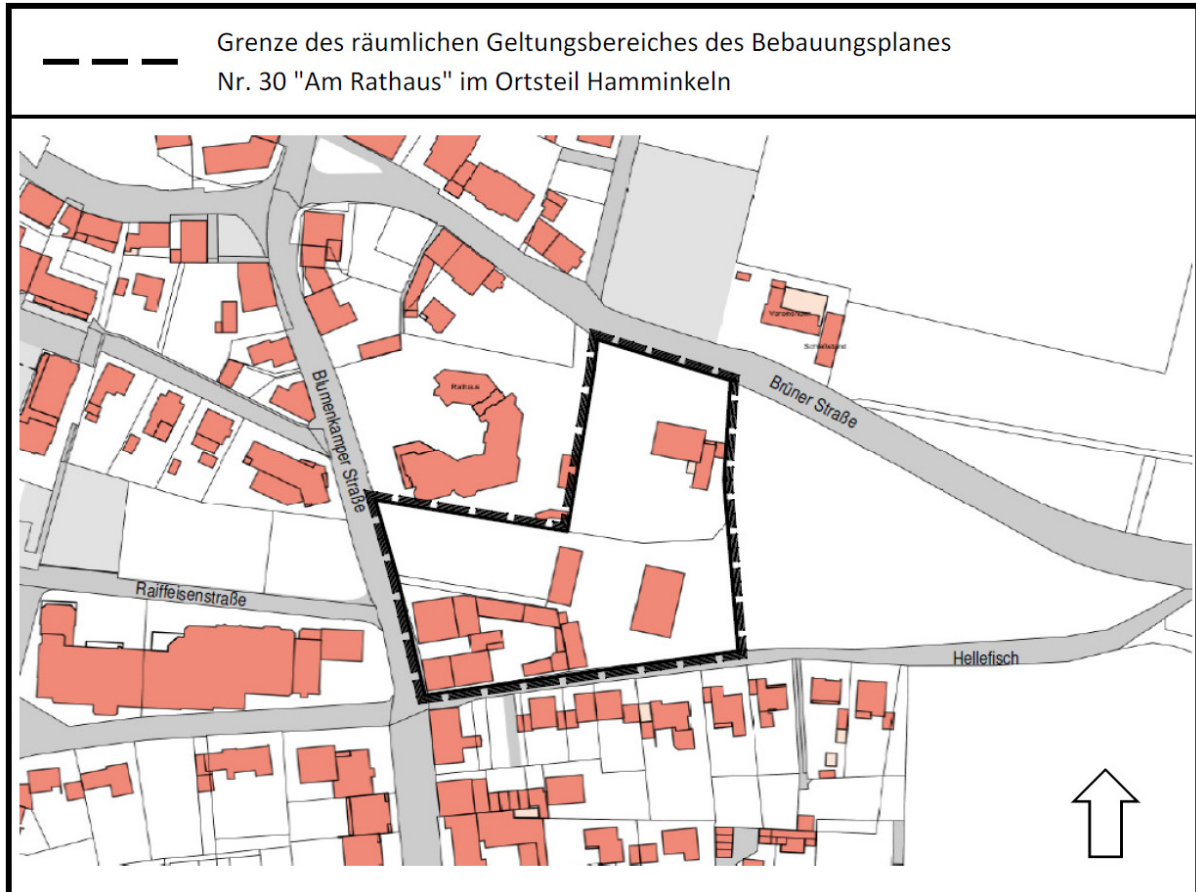 Grenze des räumlichen Geltungsbereiches des Bebauungsplanes
Nr. 30 "Am Rathaus" im Ortsteil Hamminkeln
Rathaus
Brüner Straße
Blumenkamper Straße
Raiffeisenstraße
Hellefisch